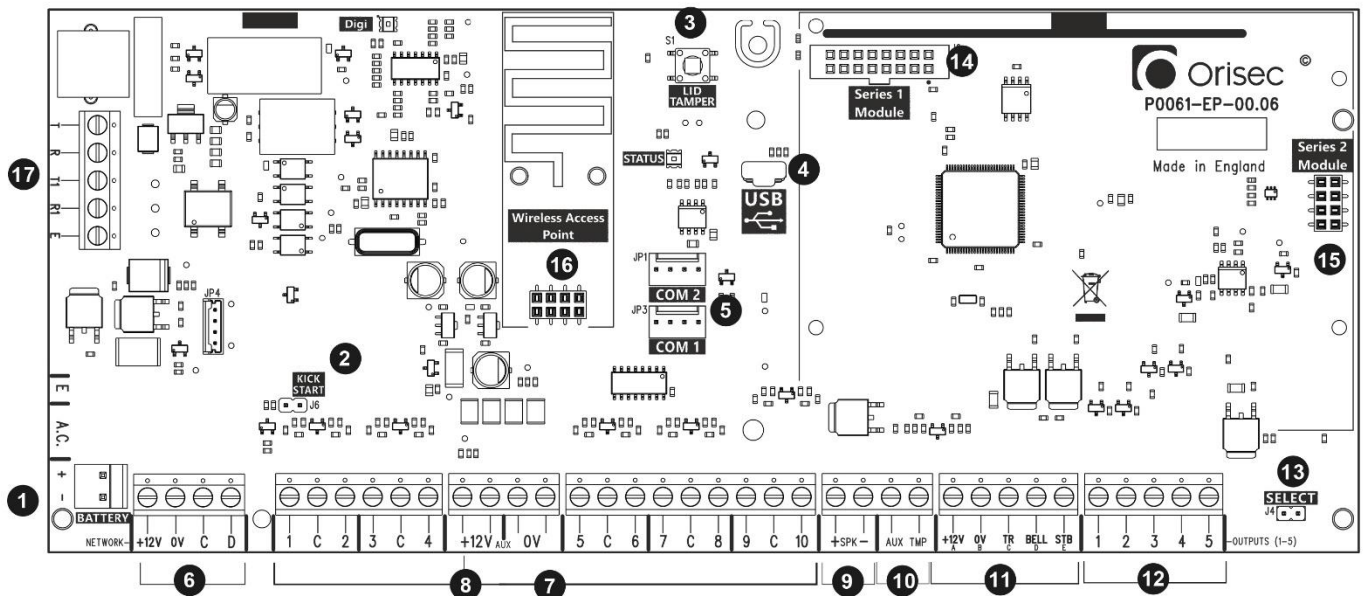 Digi
3
S1
LID
TAMPER
STATUS
4
USB
14
Series 1
Module
Orisec
©
P0061-EP-00.06
Made in England
Series 2
Module
15
17
T
R
T1
R1
E
Wireless Access
Point
16
JP1
COM 2
5
JP3
COM 1
JP4
2
KICK
START
J6
E
A.C.
+
-
1
BATTERY
13
SELECT
J4
NETWORK-
+12V 0V C D
1 C 2 3 C 4
+12V AUX 0V
5 C 6 7 C 8 9 C 10
+SPK-
AUX TMP
+12V 0V TR BELL STB
A B C D E
1 2 3 4 5
-OUTPUTS (1-5)
6
8
7
9
10
11
12